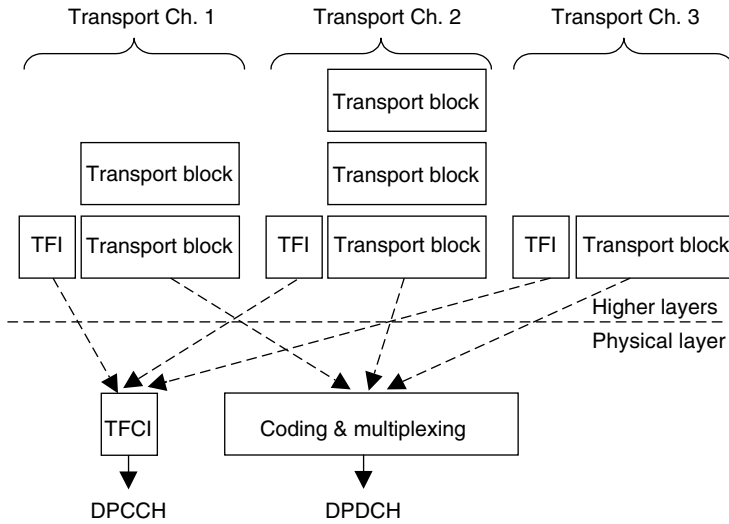 Transport Ch. 1
Transport Ch. 2
Transport Ch. 3
Transport block
Transport block
Transport block
TFI
Transport block
TFI
Transport block
TFI
Transport block
Higher layers
Physical layer
TFCI
Coding & multiplexing
DPCCH
DPDCH